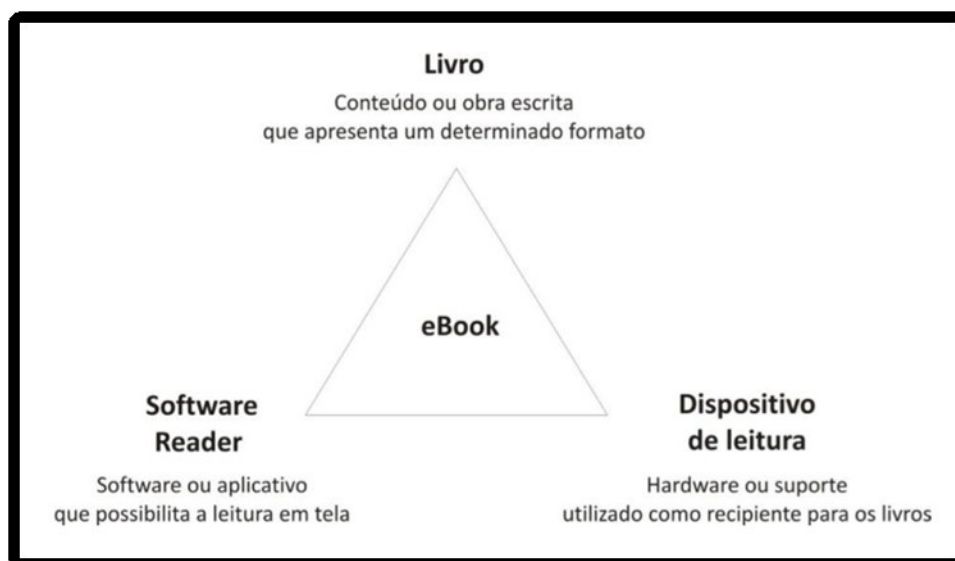 Livro
Conteúdo ou obra escrita
que apresenta um determinado formato
eBook
Software
Reader
Software ou aplicativo
que possibilita a leitura em tela
Dispositivo
de leitura
Hardware ou suporte
utilizado como recipiente para os livros